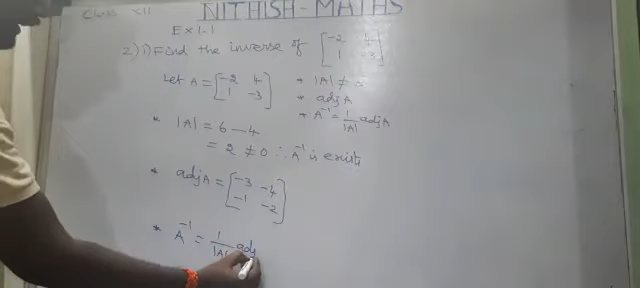 Class XII NITHISH-MATHS
Ex 1.1
2) i) Find the inverse of [-2 4
1 -3]
Let A = [-2 4
1 -3]
* |A| ≠ 0
* adj A
* A⁻¹ = 1/|A| adj A
* |A| = 6 - 4
= 2 ≠ 0 ∴ A⁻¹ is exists
* adj A = [-3 -4
-1 -2]
* A⁻¹ = 1/|A| adj